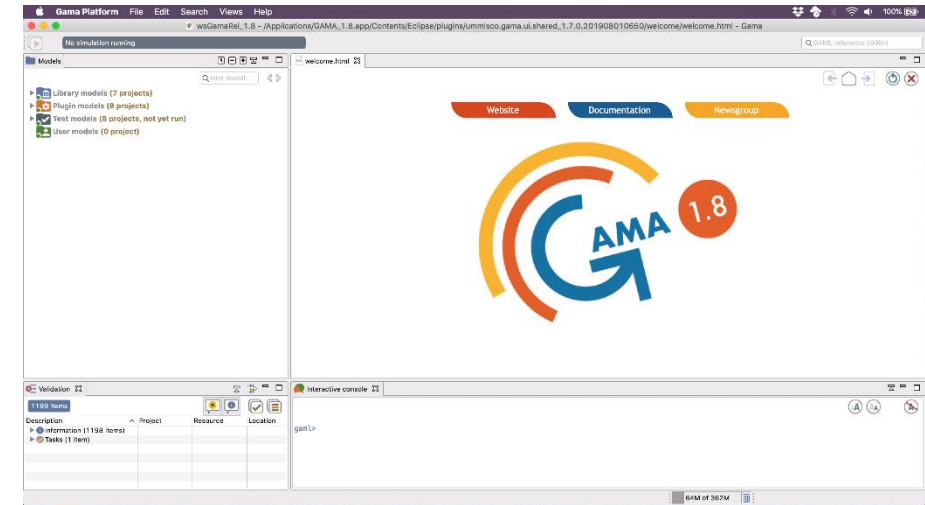 Gama Platform File Edit Search Views Help 100%
wsGamaRel_1.8 - /Applications/GAMA_1.8.app/Contents/Eclipse/plugins/ummisco.gama.ui.shared_1.7.0.201908010650/welcome/welcome.html - Gama
No simulation running
GAML reference
Models
welcome.html
Find model...
Library models (7 projects)
Plugin models (8 projects)
Test models (8 projects, not yet run)
User models (0 project)
Website Documentation Newsgroup
GAMA 1.8
Validation
Interactive console
1199 items
Description Project Resource Location
Information (1198 items)
Tasks (1 item)
gaml>
64M of 362M